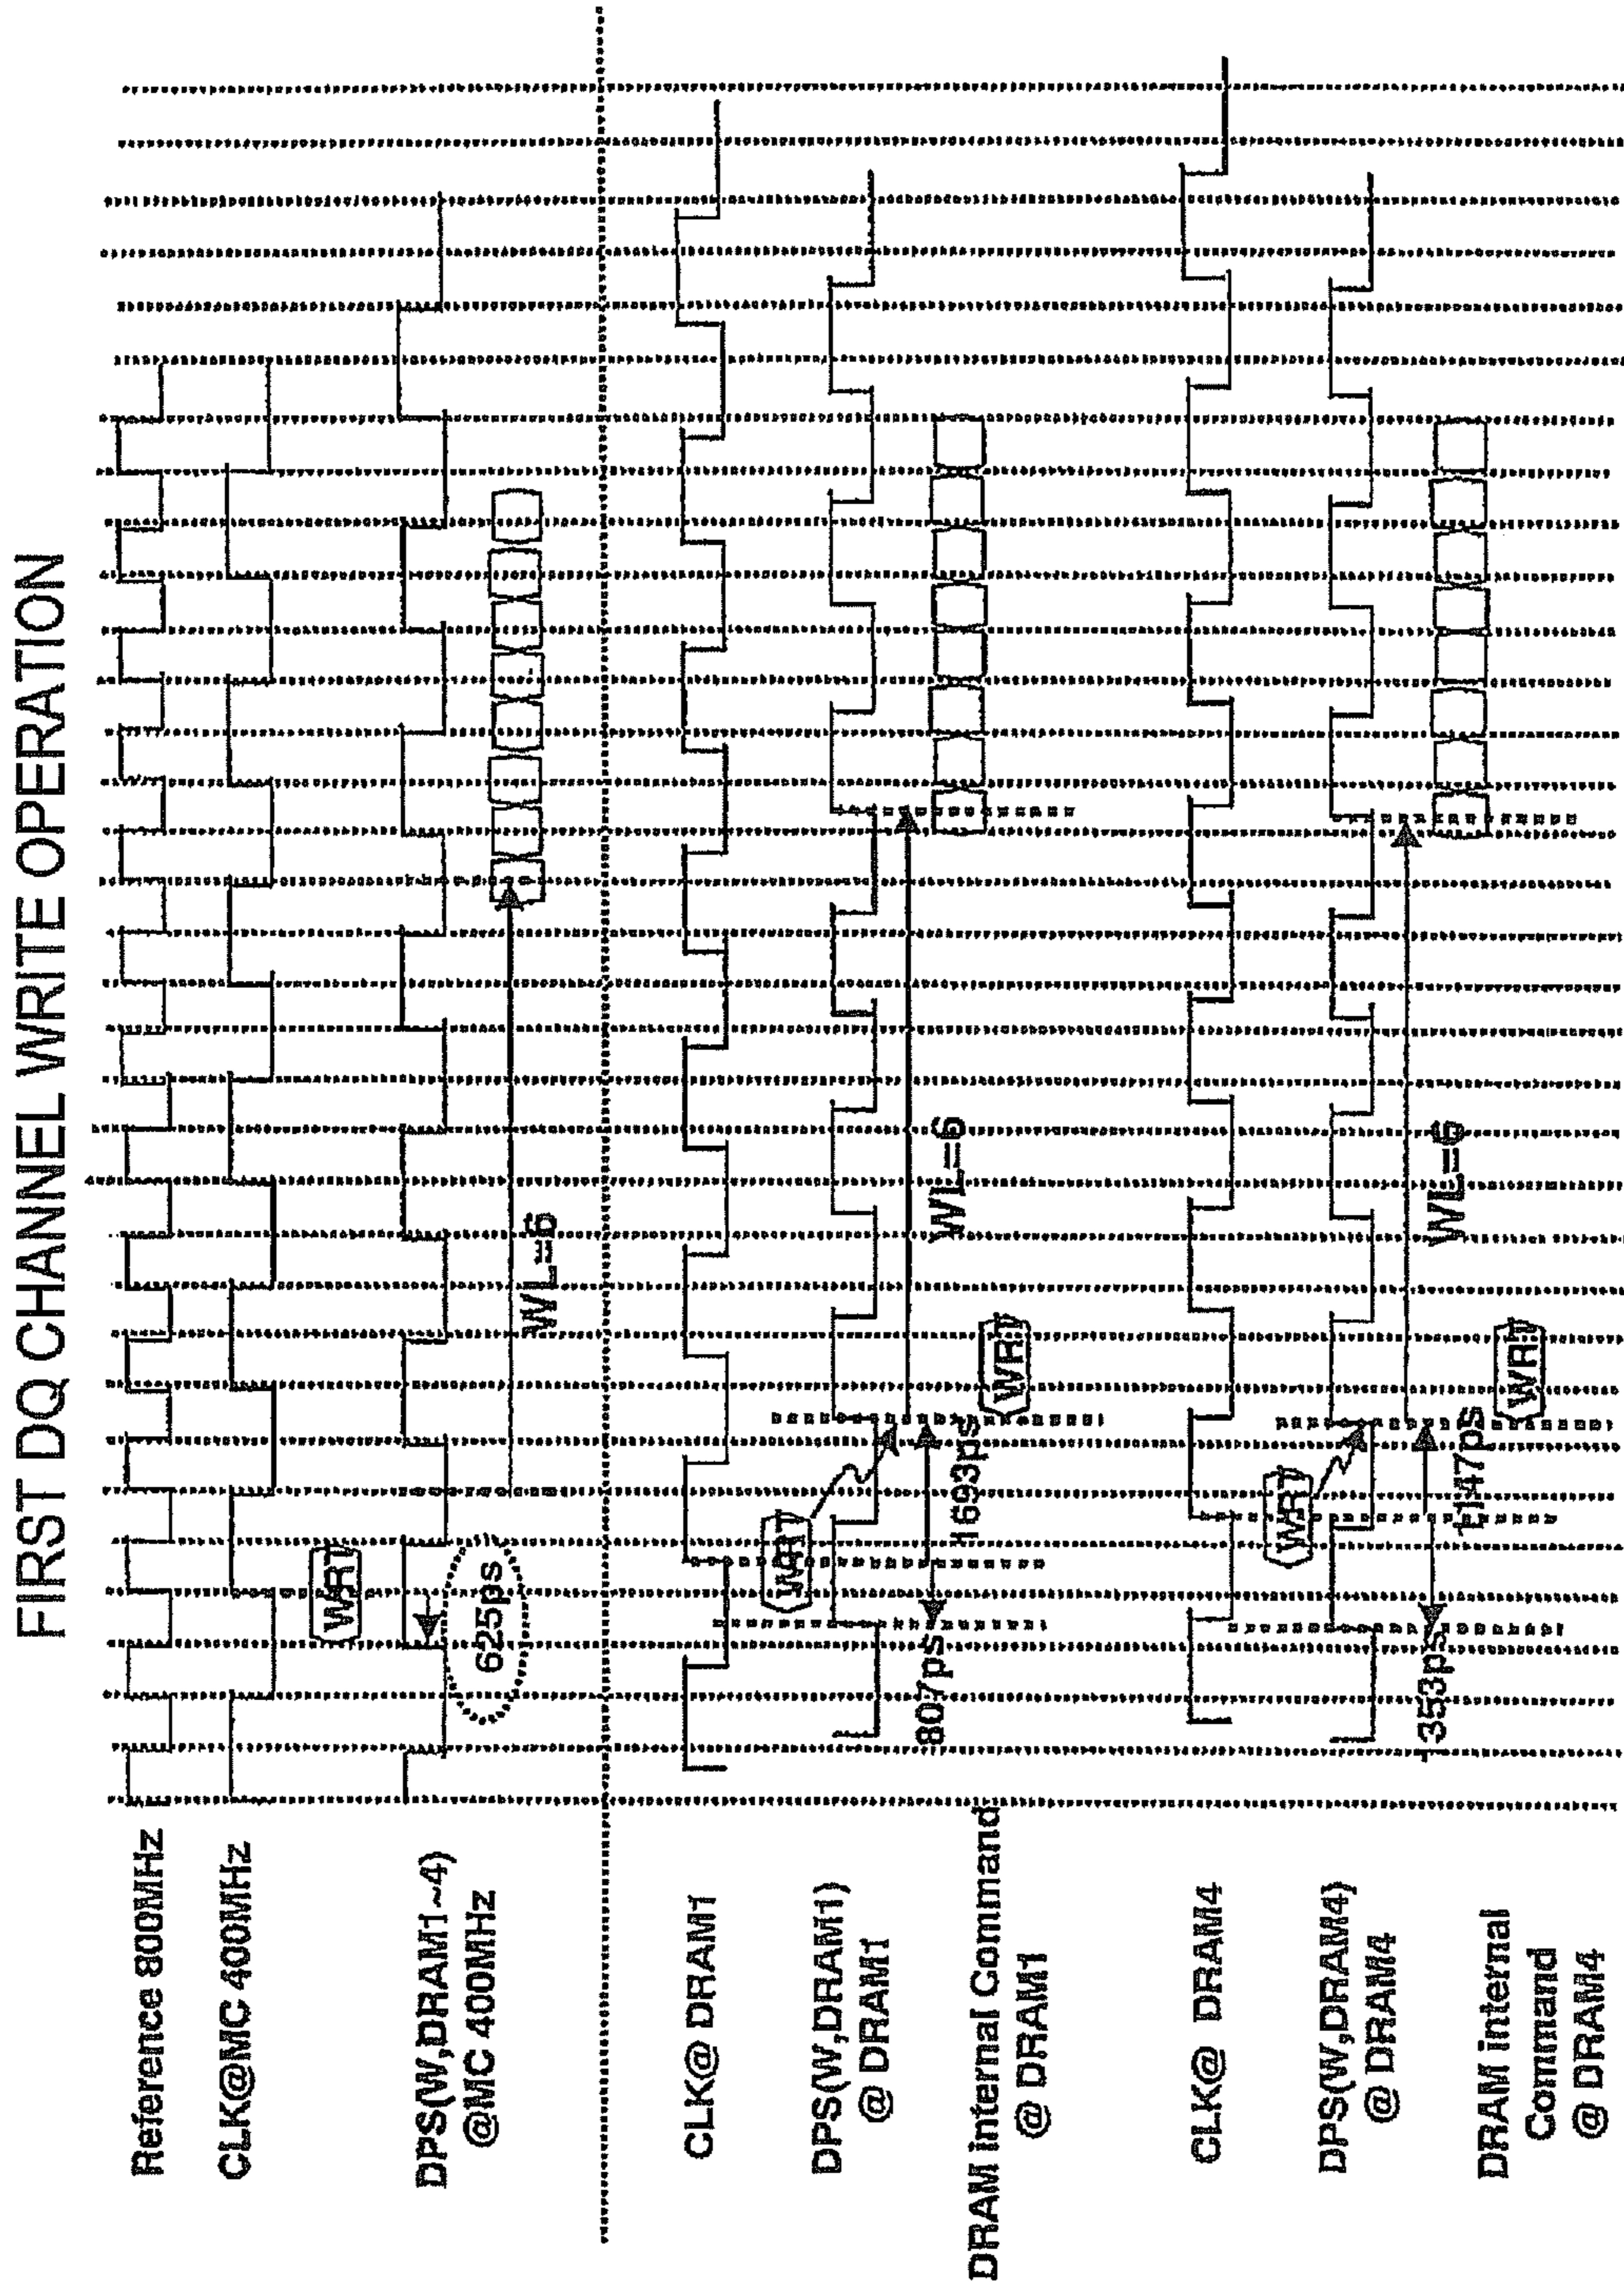 FIRST DQ CHANNEL WRITE OPERATION
Reference 800MHz
CLK@MC 400MHz
WRT
DPS(W,DRAM1~4)
@MC 400MHz
625ps
WL=6
CLK@ DRAM1
WRT
DPS(W,DRAM1)
@ DRAM1
807ps
1693ps
WL=6
DRAM internal Command
@ DRAM1
WRT
CLK@ DRAM4
WRT
DPS(W,DRAM4)
@ DRAM4
-353ps
1147ps
WL=6
DRAM internal
Command
@ DRAM4
WRT